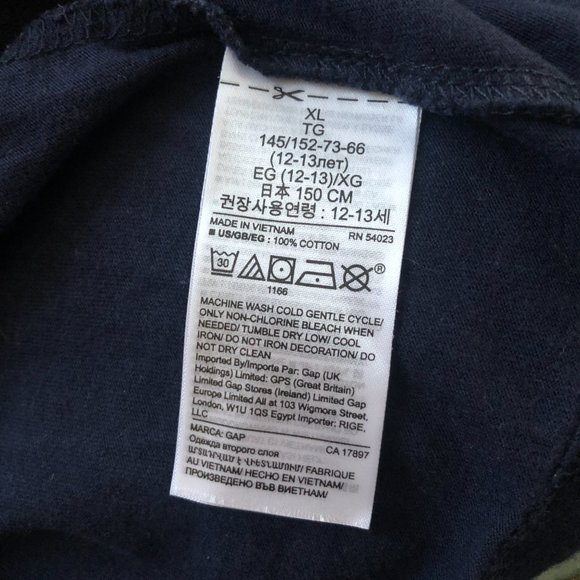 XL
TG
145/152-73-66
(12-13лет)
EG (12-13)/XG
日本 150 CM
권장사용연령 : 12-13세
MADE IN VIETNAM RN 54023
■ US/GB/EG : 100% COTTON
30
1166
MACHINE WASH COLD GENTLE CYCLE/
ONLY NON-CHLORINE BLEACH WHEN
NEEDED/ TUMBLE DRY LOW/ COOL
IRON/ DO NOT IRON DECORATION/ DO
NOT DRY CLEAN
Imported By/Importe Par: Gap (UK
Holdings) Limited: GPS (Great Britain)
Limited Gap Stores (Ireland) Limited Gap
Europe Limited All at 103 Wigmore Street,
London, W1U 1QS Egypt Importer: RIGE,
LLC
MARCA: GAP CA 17897
Одежда второго слоя
ԱՐՏԱԴՐՎԱԾ Է ՎԻԵՏՆԱՄՈՒՄ/ FABRIQUE
AU VIETNAM/ HECHO EN VIETNAM/
ПРОИЗВЕДЕНО ВЪВ ВИЕТНАМ/